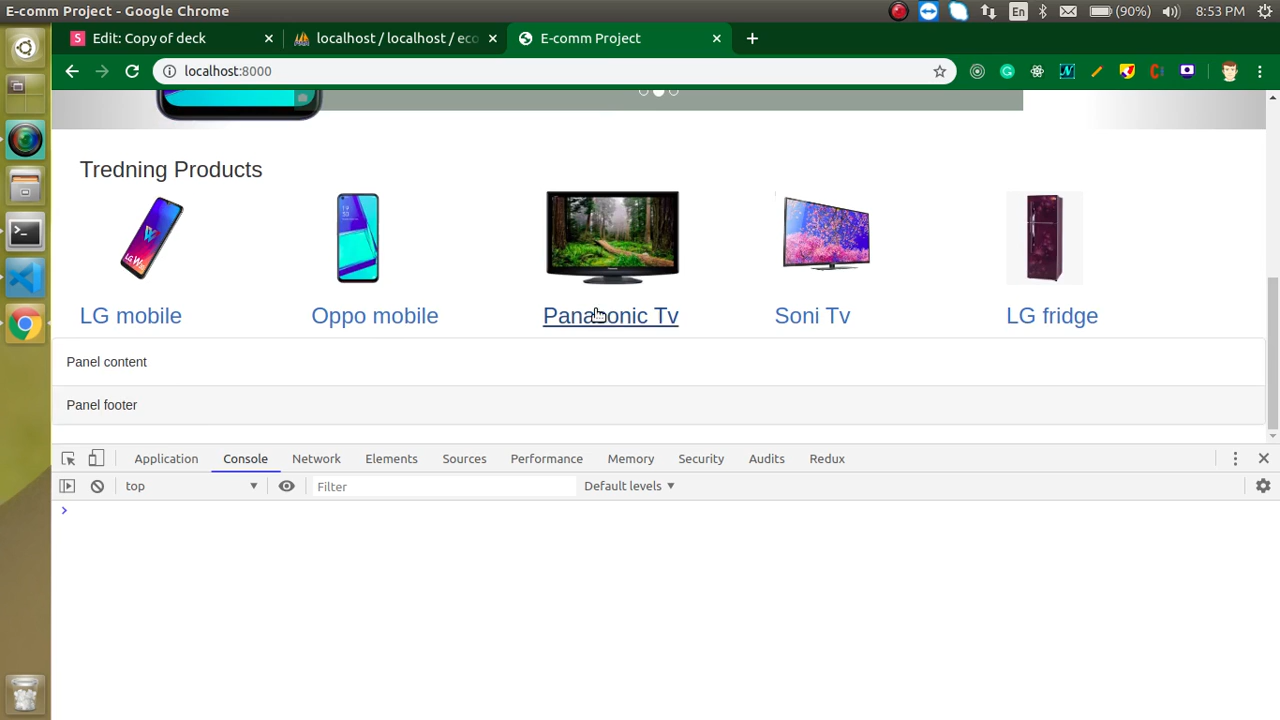 E-comm Project - Google Chrome En (90%) 8:53 PM
S Edit: Copy of deck × localhost / localhost / eco × E-comm Project × +
localhost:8000
Tredning Products
LG mobile Oppo mobile Panasonic Tv Soni Tv LG fridge
Panel content
Panel footer
Application Console Network Elements Sources Performance Memory Security Audits Redux
top Filter Default levels